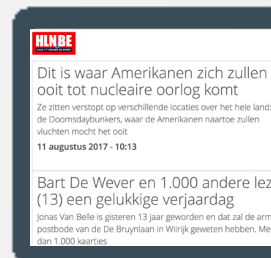 HLN.BE
Dit is waar Amerikanen zich zullen
ooit tot nucleaire oorlog komt
Ze zitten verstopt op verschillende locaties over het hele land:
de Doomsdaybunkers, waar de Amerikanen naartoe zullen
vluchten mocht het ooit
11 augustus 2017 - 10:13
Bart De Wever en 1.000 andere lez
(13) een gelukkige verjaardag
Jonas Van Belle is gisteren 13 jaar geworden en dat zal de arm
postbode van de De Bruynlaan in Wilrijk geweten hebben. Me
dan 1.000 kaartjes